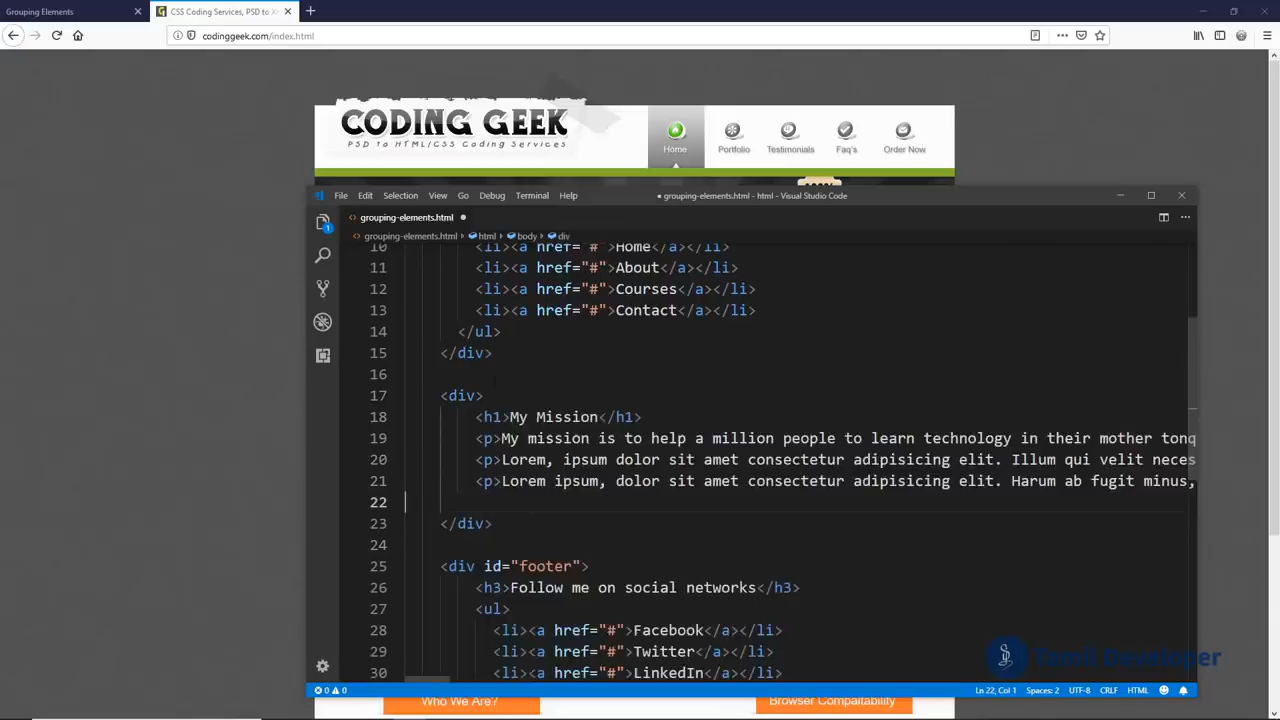 Grouping Elements
CSS Coding Services, PSD to X
codinggeek.com/index.html
CODING GEEK
PSD to HTML/CSS Coding Services
Home
Portfolio
Testimonials
Faq's
Order Now
File Edit Selection View Go Debug Terminal Help
● grouping-elements.html - html - Visual Studio Code
grouping-elements.html
grouping-elements.html > html > body > div
10 <li><a href="#">Home</a></li>
11 <li><a href="#">About</a></li>
12 <li><a href="#">Courses</a></li>
13 <li><a href="#">Contact</a></li>
14 </ul>
15 </div>
16
17 <div>
18 <h1>My Mission</h1>
19 <p>My mission is to help a million people to learn technology in their mother tonq
20 <p>Lorem, ipsum dolor sit amet consectetur adipisicing elit. Illum qui velit neces
21 <p>Lorem ipsum, dolor sit amet consectetur adipisicing elit. Harum ab fugit minus,
22
23 </div>
24
25 <div id="footer">
26 <h3>Follow me on social networks</h3>
27 <ul>
28 <li><a href="#">Facebook</a></li>
29 <li><a href="#">Twitter</a></li>
30 <li><a href="#">LinkedIn</a></li>
Tamil Developer
0 0 Ln 22, Col 1 Spaces: 2 UTF-8 CRLF HTML
Who We Are?
Browser Compaitability